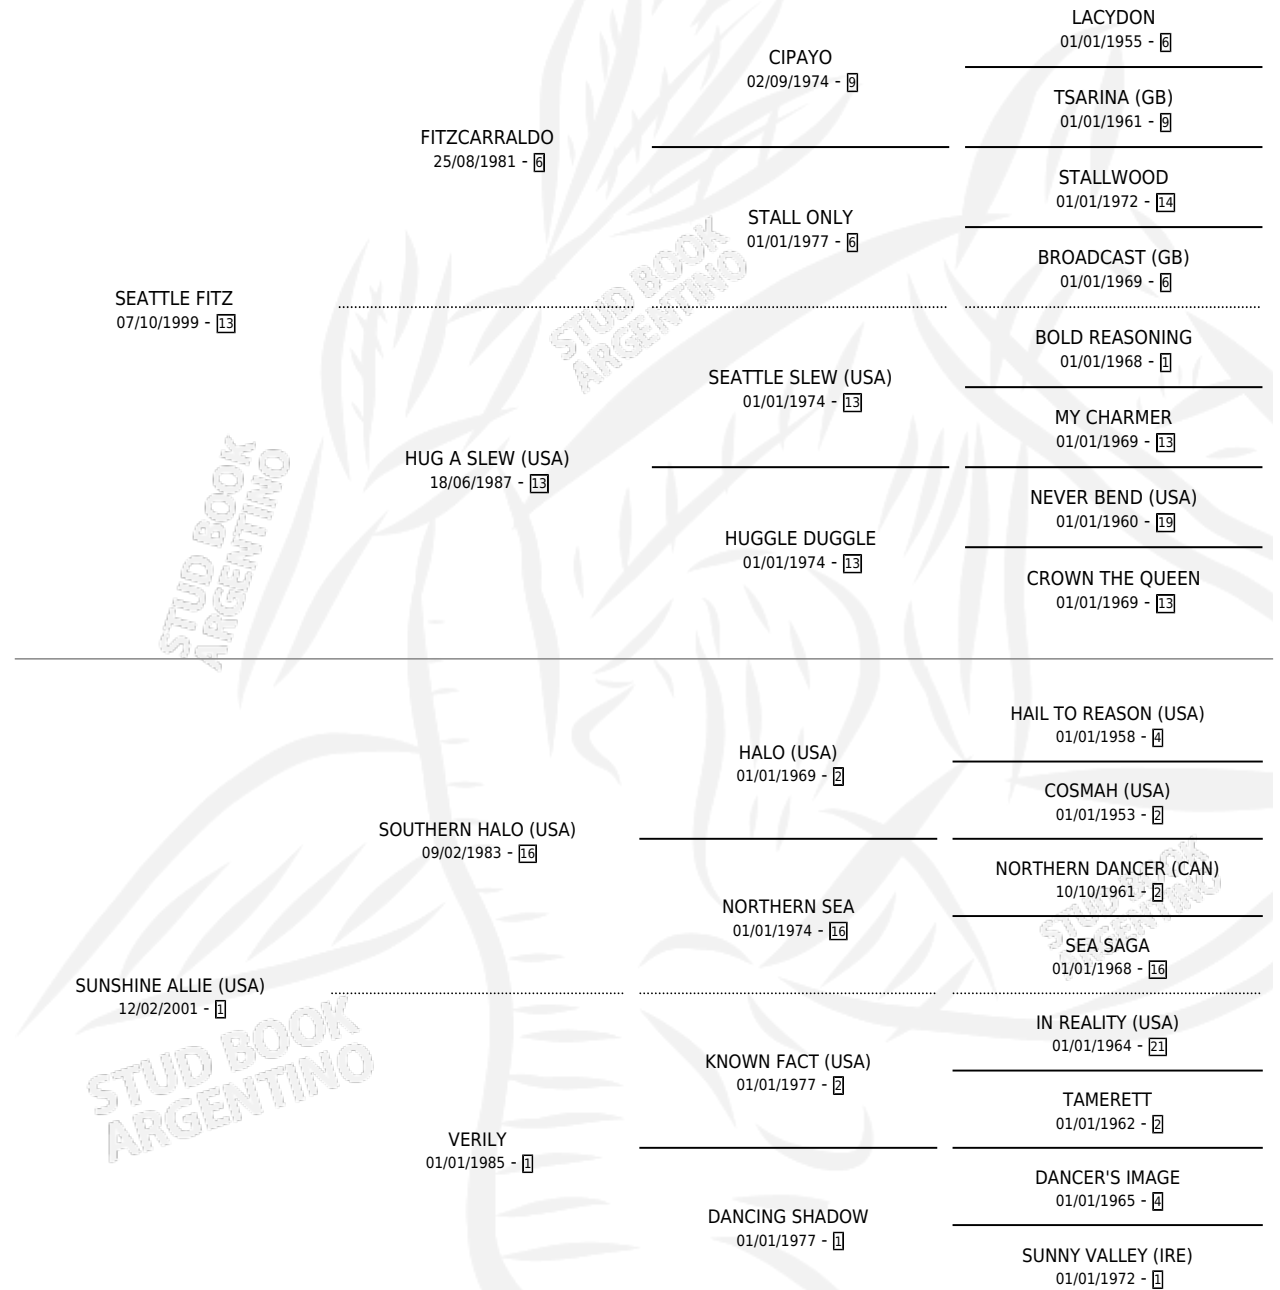 LACYDON
01/01/1955 - 6
CIPAYO
02/09/1974 - 9
TSARINA (GB)
01/01/1961 - 9
FITZCARRALDO
25/08/1981 - 6
STALLWOOD
01/01/1972 - 14
STALL ONLY
01/01/1977 - 6
BROADCAST (GB)
01/01/1969 - 6
SEATTLE FITZ
07/10/1999 - 13
BOLD REASONING
01/01/1968 - 1
SEATTLE SLEW (USA)
01/01/1974 - 13
MY CHARMER
01/01/1969 - 13
HUG A SLEW (USA)
18/06/1987 - 13
NEVER BEND (USA)
01/01/1960 - 19
HUGGLE DUGGLE
01/01/1974 - 13
CROWN THE QUEEN
01/01/1969 - 13
HAIL TO REASON (USA)
01/01/1958 - 4
HALO (USA)
01/01/1969 - 2
COSMAH (USA)
01/01/1953 - 2
SOUTHERN HALO (USA)
09/02/1983 - 16
NORTHERN DANCER (CAN)
10/10/1961 - 2
NORTHERN SEA
01/01/1974 - 16
SEA SAGA
01/01/1968 - 16
SUNSHINE ALLIE (USA)
12/02/2001 - 1
IN REALITY (USA)
01/01/1964 - 21
KNOWN FACT (USA)
01/01/1977 - 2
TAMERETT
01/01/1962 - 2
VERILY
01/01/1985 - 1
DANCER'S IMAGE
01/01/1965 - 4
DANCING SHADOW
01/01/1977 - 1
SUNNY VALLEY (IRE)
01/01/1972 - 1
STUD BOOK
ARGENTINO
STUD BOOK
ARGENTINO
STUD BOOK
ARGENTINO
STUD BOOK
ARGENTINO